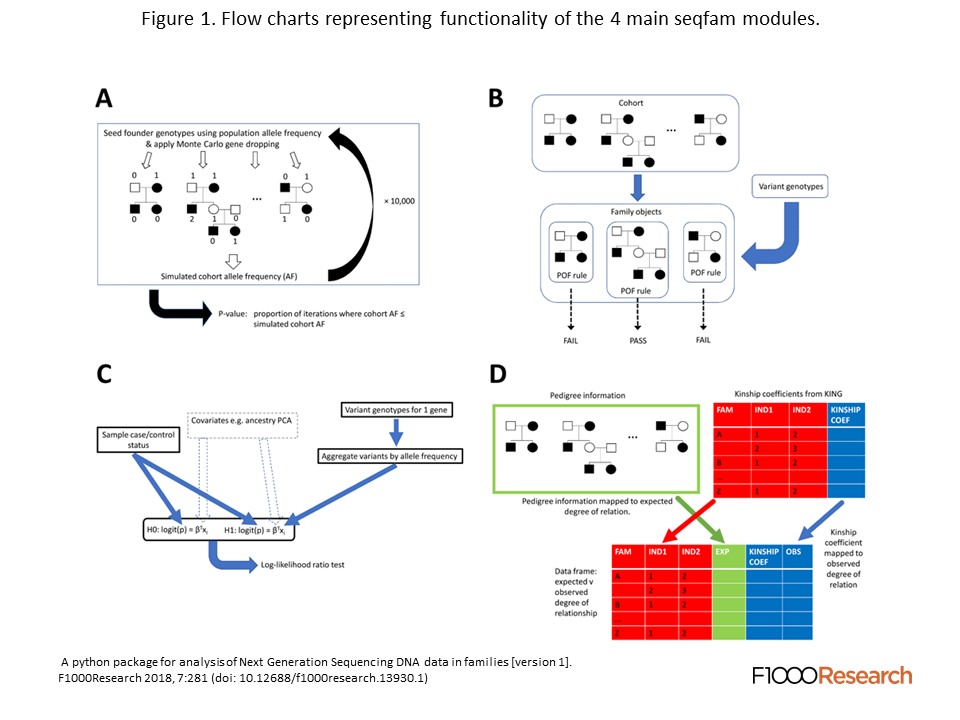 Figure 1. Flow charts representing functionality of the 4 main seqfam modules.
A
Seed founder genotypes using population allele frequency
& apply Monte Carlo gene dropping
0 1 1 1 0 1
...
0 0 2 1 0 1 0
0 1
× 10,000
Simulated cohort allele frequency (AF)
P-value: proportion of iterations where cohort AF ≤
simulated cohort AF
B
Cohort
...
Variant genotypes
Family objects
POF rule
POF rule
POF rule
FAIL PASS FAIL
C
Variant genotypes for 1 gene
Covariates e.g. ancestry PCA
Sample case/control
status
Aggregate variants by allele frequency
H0: logit(p) = βᵀxᵢ H1: logit(p) = βᵀxᵢ
Log-likelihood ratio test
D
Pedigree information
...
Pedigree information mapped to expected
degree of relation.
Kinship coefficients from KING
FAM IND1 IND2 KINSHIP
COEF
A 1 2
2 3
B 1 2
...
Z 1 2
Kinship
coefficient
mapped to
observed
degree of
relation
Data frame:
expected v
observed
degree of
relationship
FAM IND1 IND2 EXP KINSHIP OBS
COEF
A 1 2
2 3
B 1 2
...
Z 1 2
A python package for analysis of Next Generation Sequencing DNA data in families [version 1].
F1000Research 2018, 7:281 (doi: 10.12688/f1000research.13930.1)
F1000Research